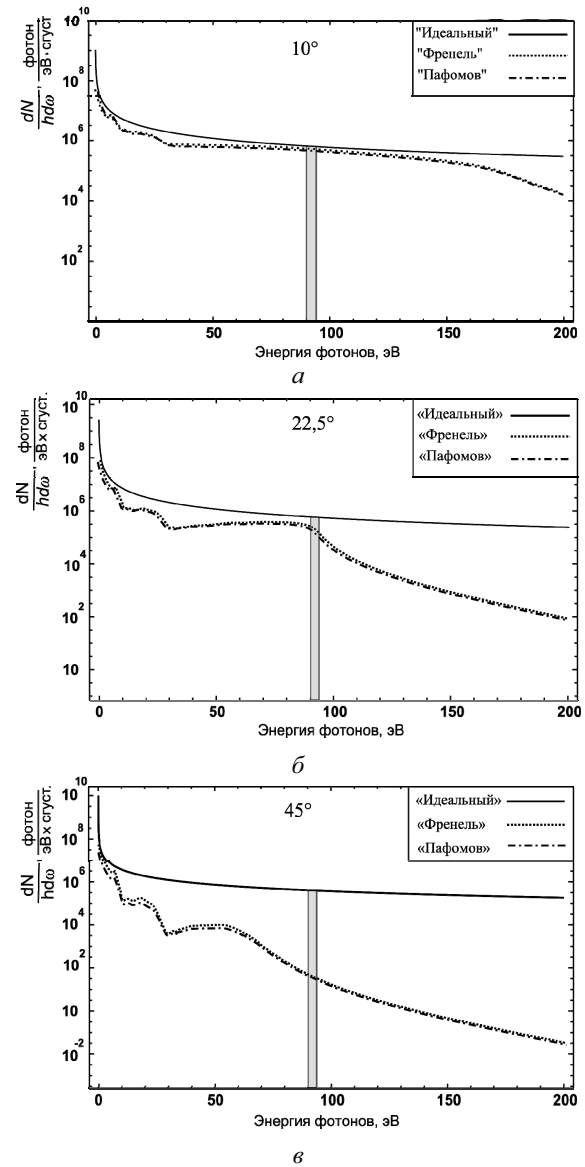 10^10
10^8
10^6
10^4
10^2
dN/hdω, фотон/эВ·сгуст
10°
"Идеальный"
"Френель"
"Пафомов"
0 50 100 150 200
Энергия фотонов, эВ
а
10^10
10^8
10^6
10^4
10^2
10
dN/hdω, фотон/эВ×сгуст.
22,5°
«Идеальный»
«Френель»
«Пафомов»
0 50 100 150 200
Энергия фотонов, эВ
б
10^10
10^8
10^6
10^4
10^2
10
10^-2
dN/hdω, фотон/эВ×сгуст.
45°
«Идеальный»
«Френель»
«Пафомов»
0 50 100 150 200
Энергия фотонов, эВ
в